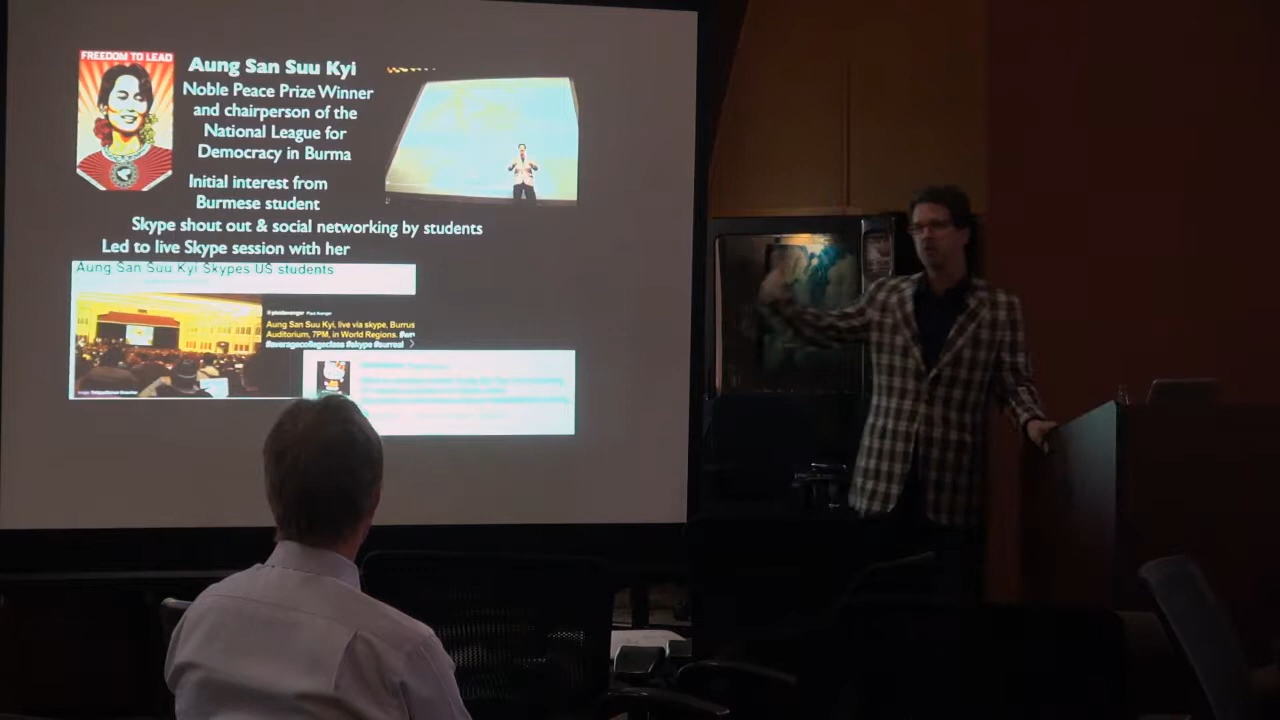 FREEDOM TO LEAD
Aung San Suu Kyi
Noble Peace Prize Winner
and chairperson of the
National League for
Democracy in Burma
Initial interest from
Burmese student
Skype shout out & social networking by students
Led to live Skype session with her
Aung San Suu Kyi Skypes US students
Aung San Suu Kyi, live via skype, Burrus
Auditorium, 7PM, in World Regions.
#averagecollegeclass #skype #surreal